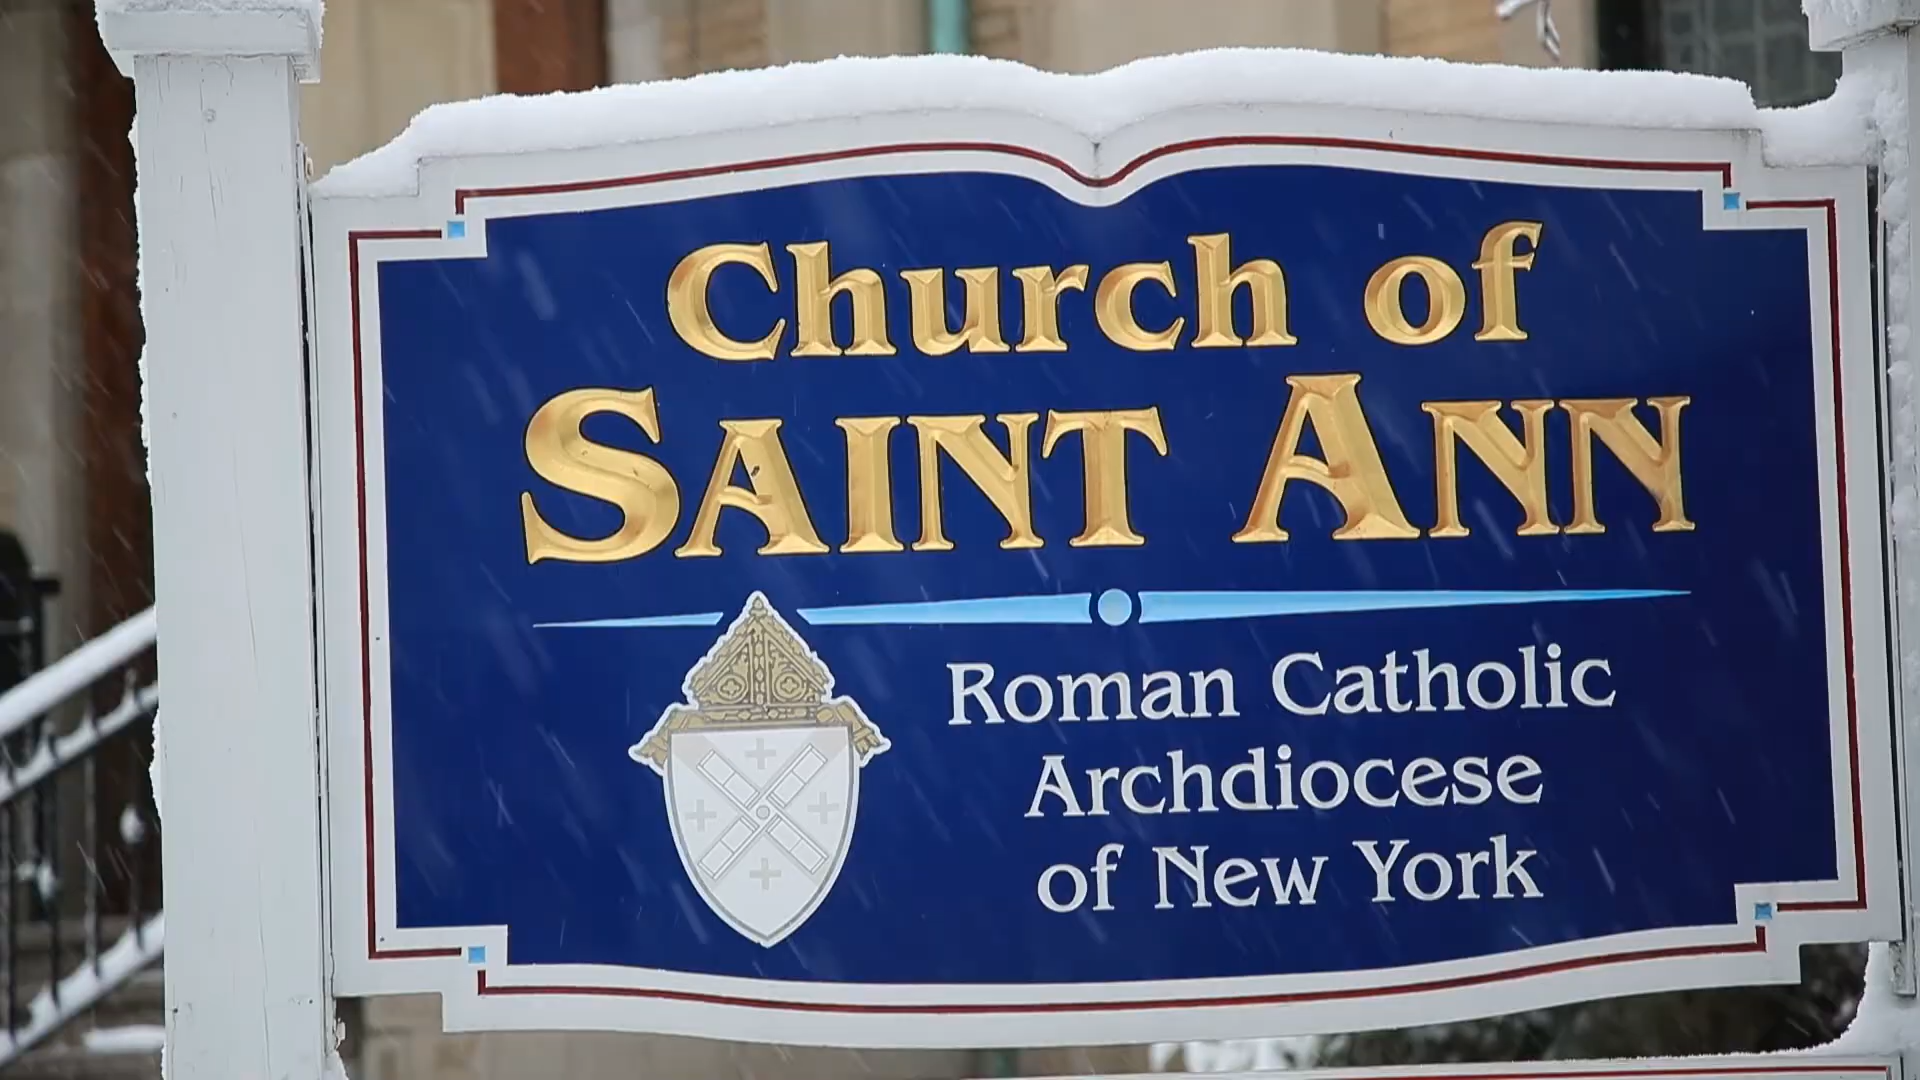 Church of
SAINT ANN
Roman Catholic
Archdiocese
of New York